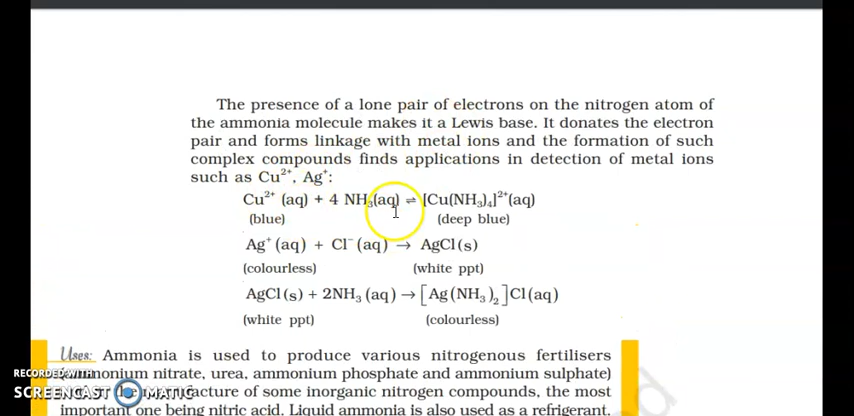 The presence of a lone pair of electrons on the nitrogen atom of
the ammonia molecule makes it a Lewis base. It donates the electron
pair and forms linkage with metal ions and the formation of such
complex compounds finds applications in detection of metal ions
such as Cu²⁺, Ag⁺:
Cu²⁺ (aq) + 4 NH₃(aq) ⇌ [Cu(NH₃)₄]²⁺(aq)
(blue) (deep blue)
Ag⁺(aq) + Cl⁻(aq) → AgCl(s)
(colourless) (white ppt)
AgCl(s) + 2NH₃(aq) → [Ag(NH₃)₂]Cl(aq)
(white ppt) (colourless)
Uses: Ammonia is used to produce various nitrogenous fertilisers
monium nitrate, urea, ammonium phosphate and ammonium sulphate)
facture of some inorganic nitrogen compounds, the most
important one being nitric acid. Liquid ammonia is also used as a refrigerant.
RECORDED WITH
SCREENCAST MATIC